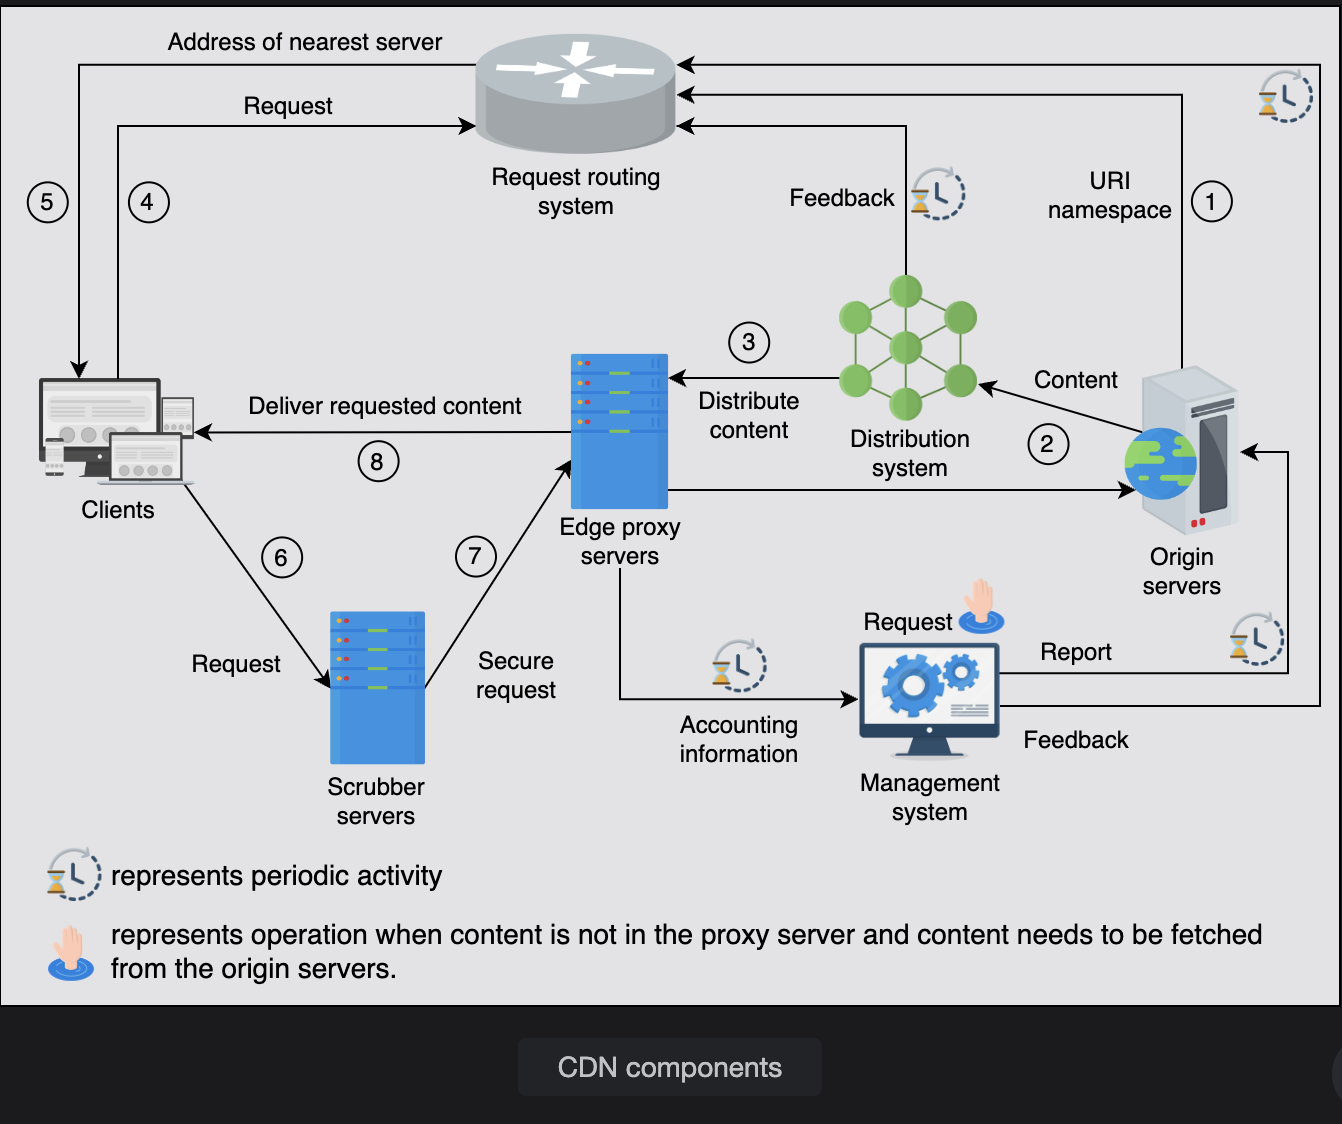 Address of nearest server
Request
Request routing
system
5
4
Feedback
URI
namespace
1
3
Distribute
content
Content
2
Distribution
system
Deliver requested content
8
Clients
Edge proxy
servers
Origin
servers
6
7
Request
Secure
request
Scrubber
servers
Request
Report
Accounting
information
Feedback
Management
system
represents periodic activity
represents operation when content is not in the proxy server and content needs to be fetched
from the origin servers.
CDN components